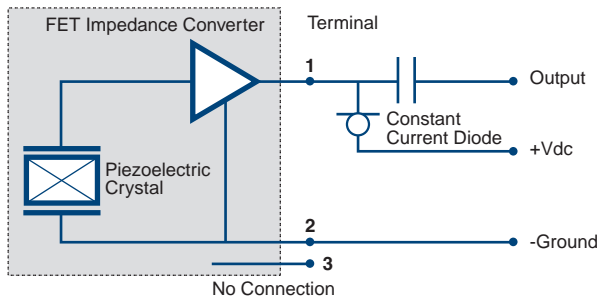 FET Impedance Converter
Terminal
1
Output
Constant
Current Diode
+Vdc
Piezoelectric
Crystal
2
-Ground
3
No Connection